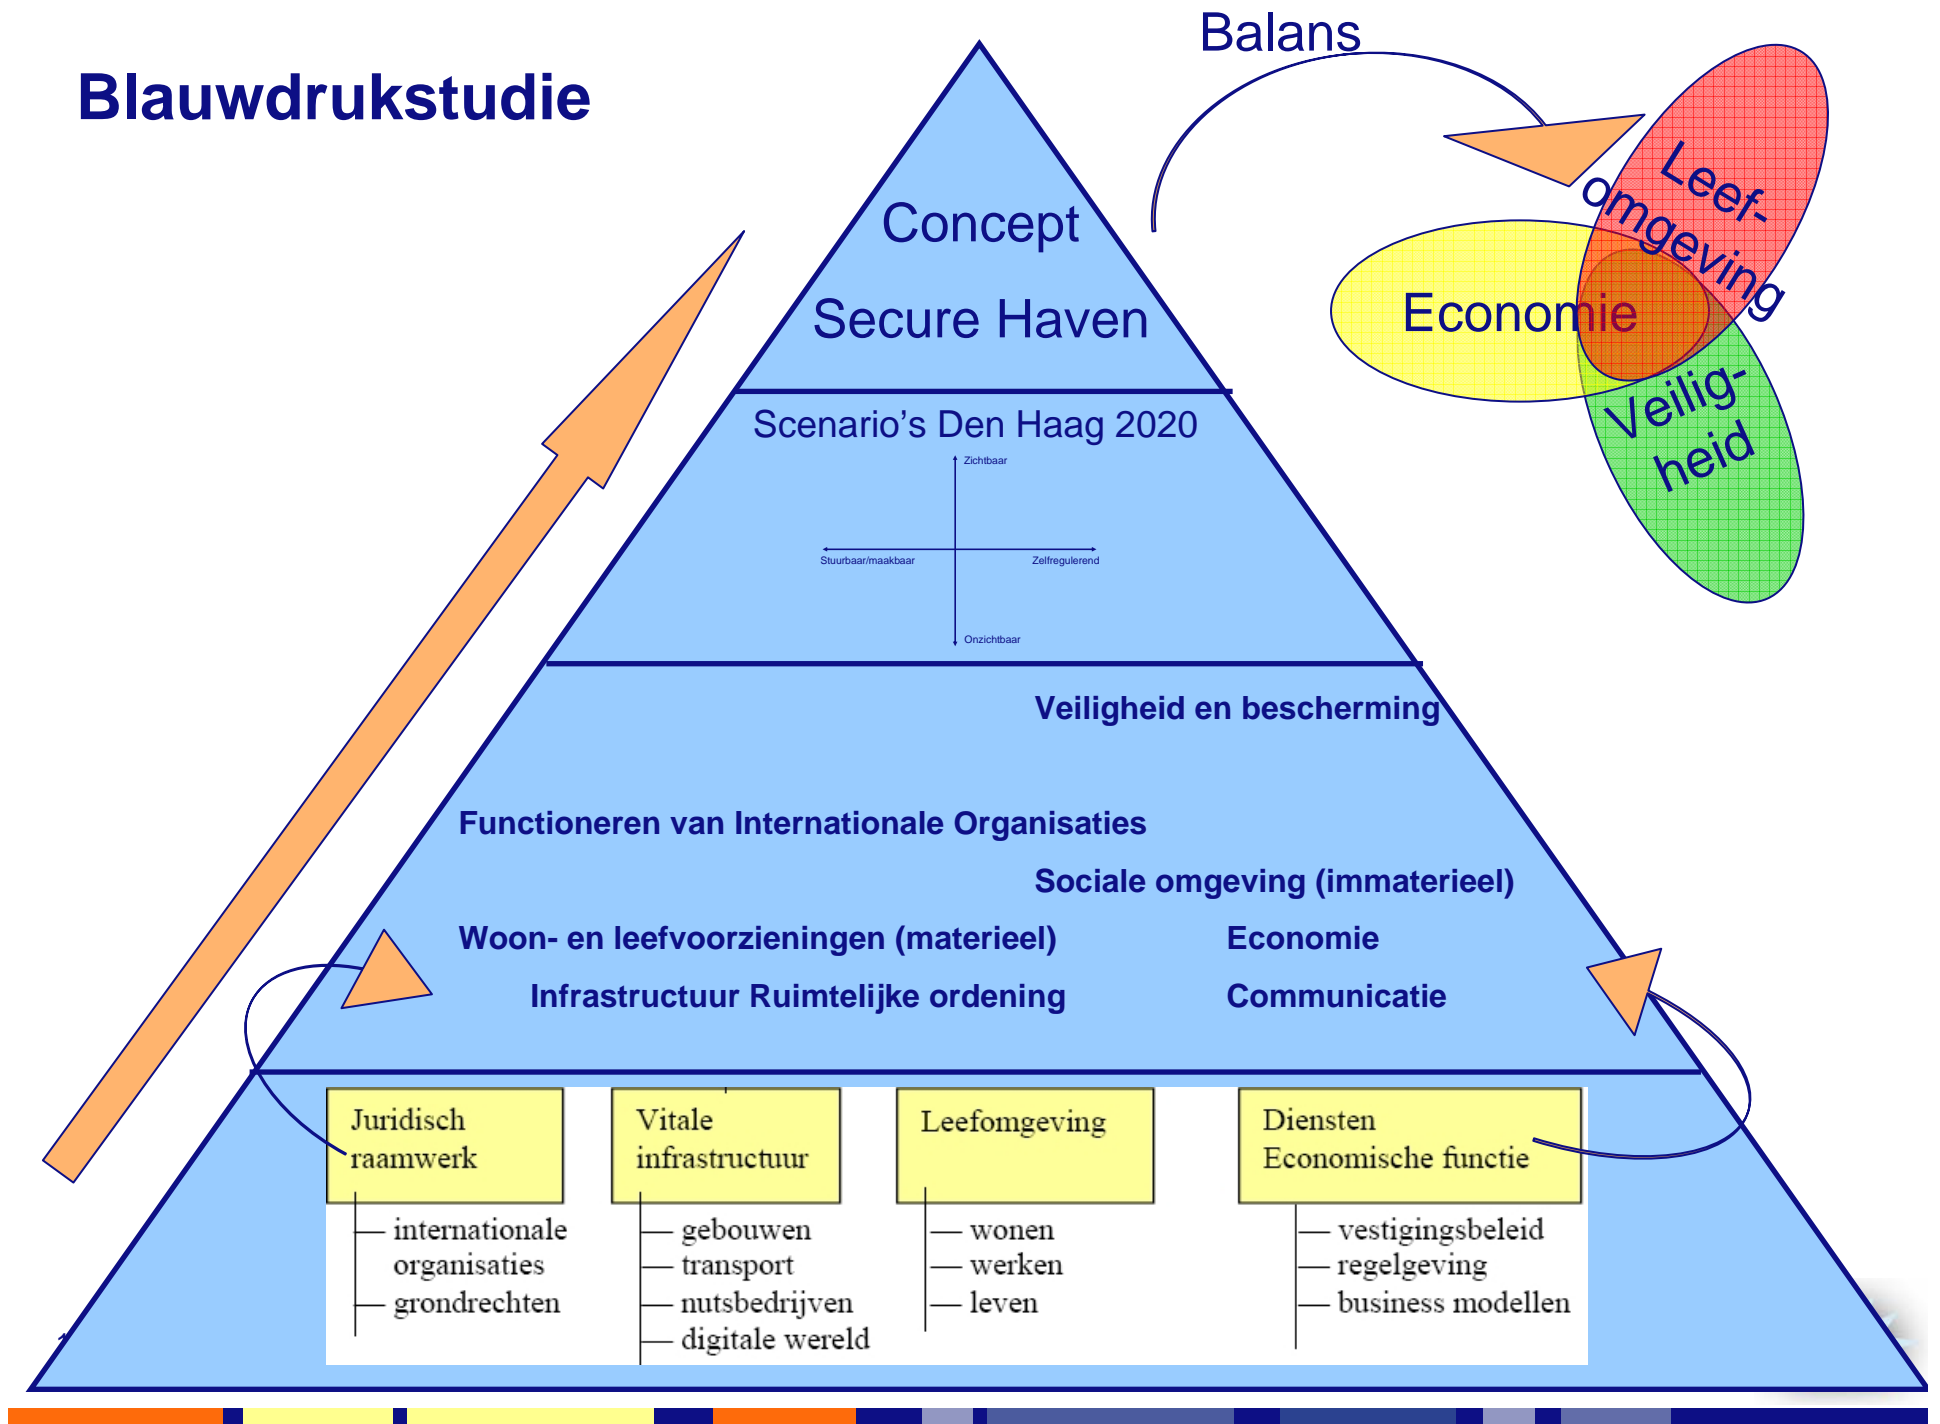 Blauwdrukstudie
Balans
Concept
Secure Haven
Leef-
omgeving
Economie
Veilig-
heid
Scenario’s Den Haag 2020
Zichtbaar
Stuurbaar/maakbaar
Zelfregulerend
Onzichtbaar
Veiligheid en bescherming
Functioneren van Internationale Organisaties
Sociale omgeving (immaterieel)
Woon- en leefvoorzieningen (materieel) Economie
Infrastructuur Ruimtelijke ordening Communicatie
Juridisch
raamwerk
internationale
organisaties
grondrechten
Vitale
infrastructuur
gebouwen
transport
nutsbedrijven
digitale wereld
Leefomgeving
wonen
werken
leven
Diensten
Economische functie
vestigingsbeleid
regelgeving
business modellen